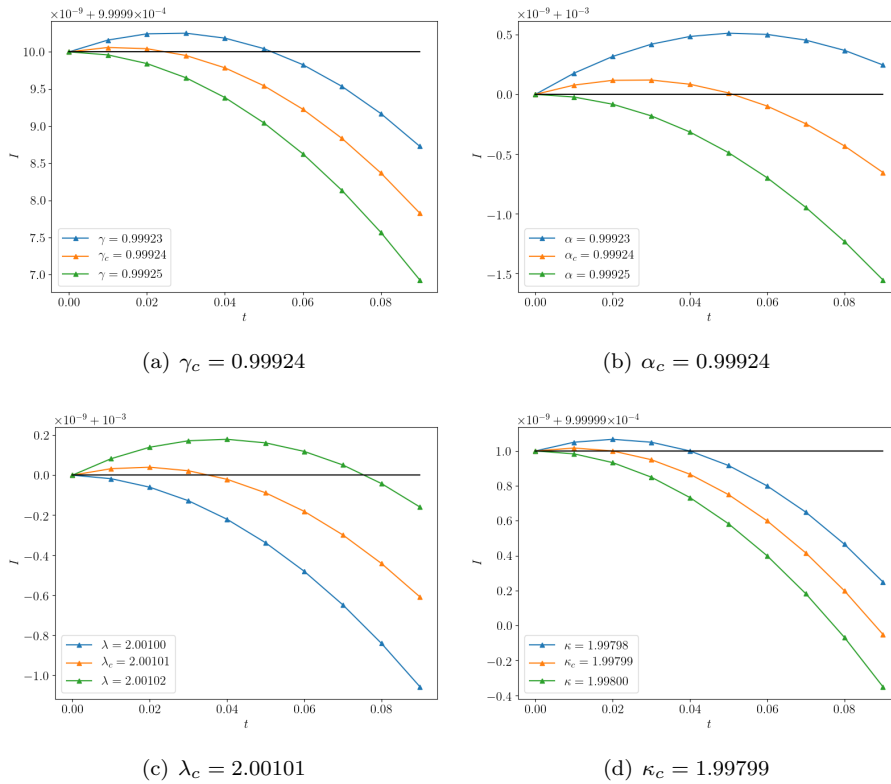 ×10⁻⁹ + 9.9999 × 10⁻⁴
10.0
9.5
9.0
8.5
8.0
7.5
7.0
I
γ = 0.99923
γ_c = 0.99924
γ = 0.99925
0.00 0.02 0.04 0.06 0.08
t
(a) γ_c = 0.99924
×10⁻⁹ + 10⁻³
0.5
0.0
−0.5
−1.0
−1.5
I
α = 0.99923
α_c = 0.99924
α = 0.99925
0.00 0.02 0.04 0.06 0.08
t
(b) α_c = 0.99924
×10⁻⁹ + 10⁻³
0.2
0.0
−0.2
−0.4
−0.6
−0.8
−1.0
I
λ = 2.00100
λ_c = 2.00101
λ = 2.00102
0.00 0.02 0.04 0.06 0.08
t
(c) λ_c = 2.00101
×10⁻⁹ + 9.99999 × 10⁻⁴
1.0
0.8
0.6
0.4
0.2
0.0
−0.2
−0.4
I
κ = 1.99798
κ_c = 1.99799
κ = 1.99800
0.00 0.02 0.04 0.06 0.08
t
(d) κ_c = 1.99799